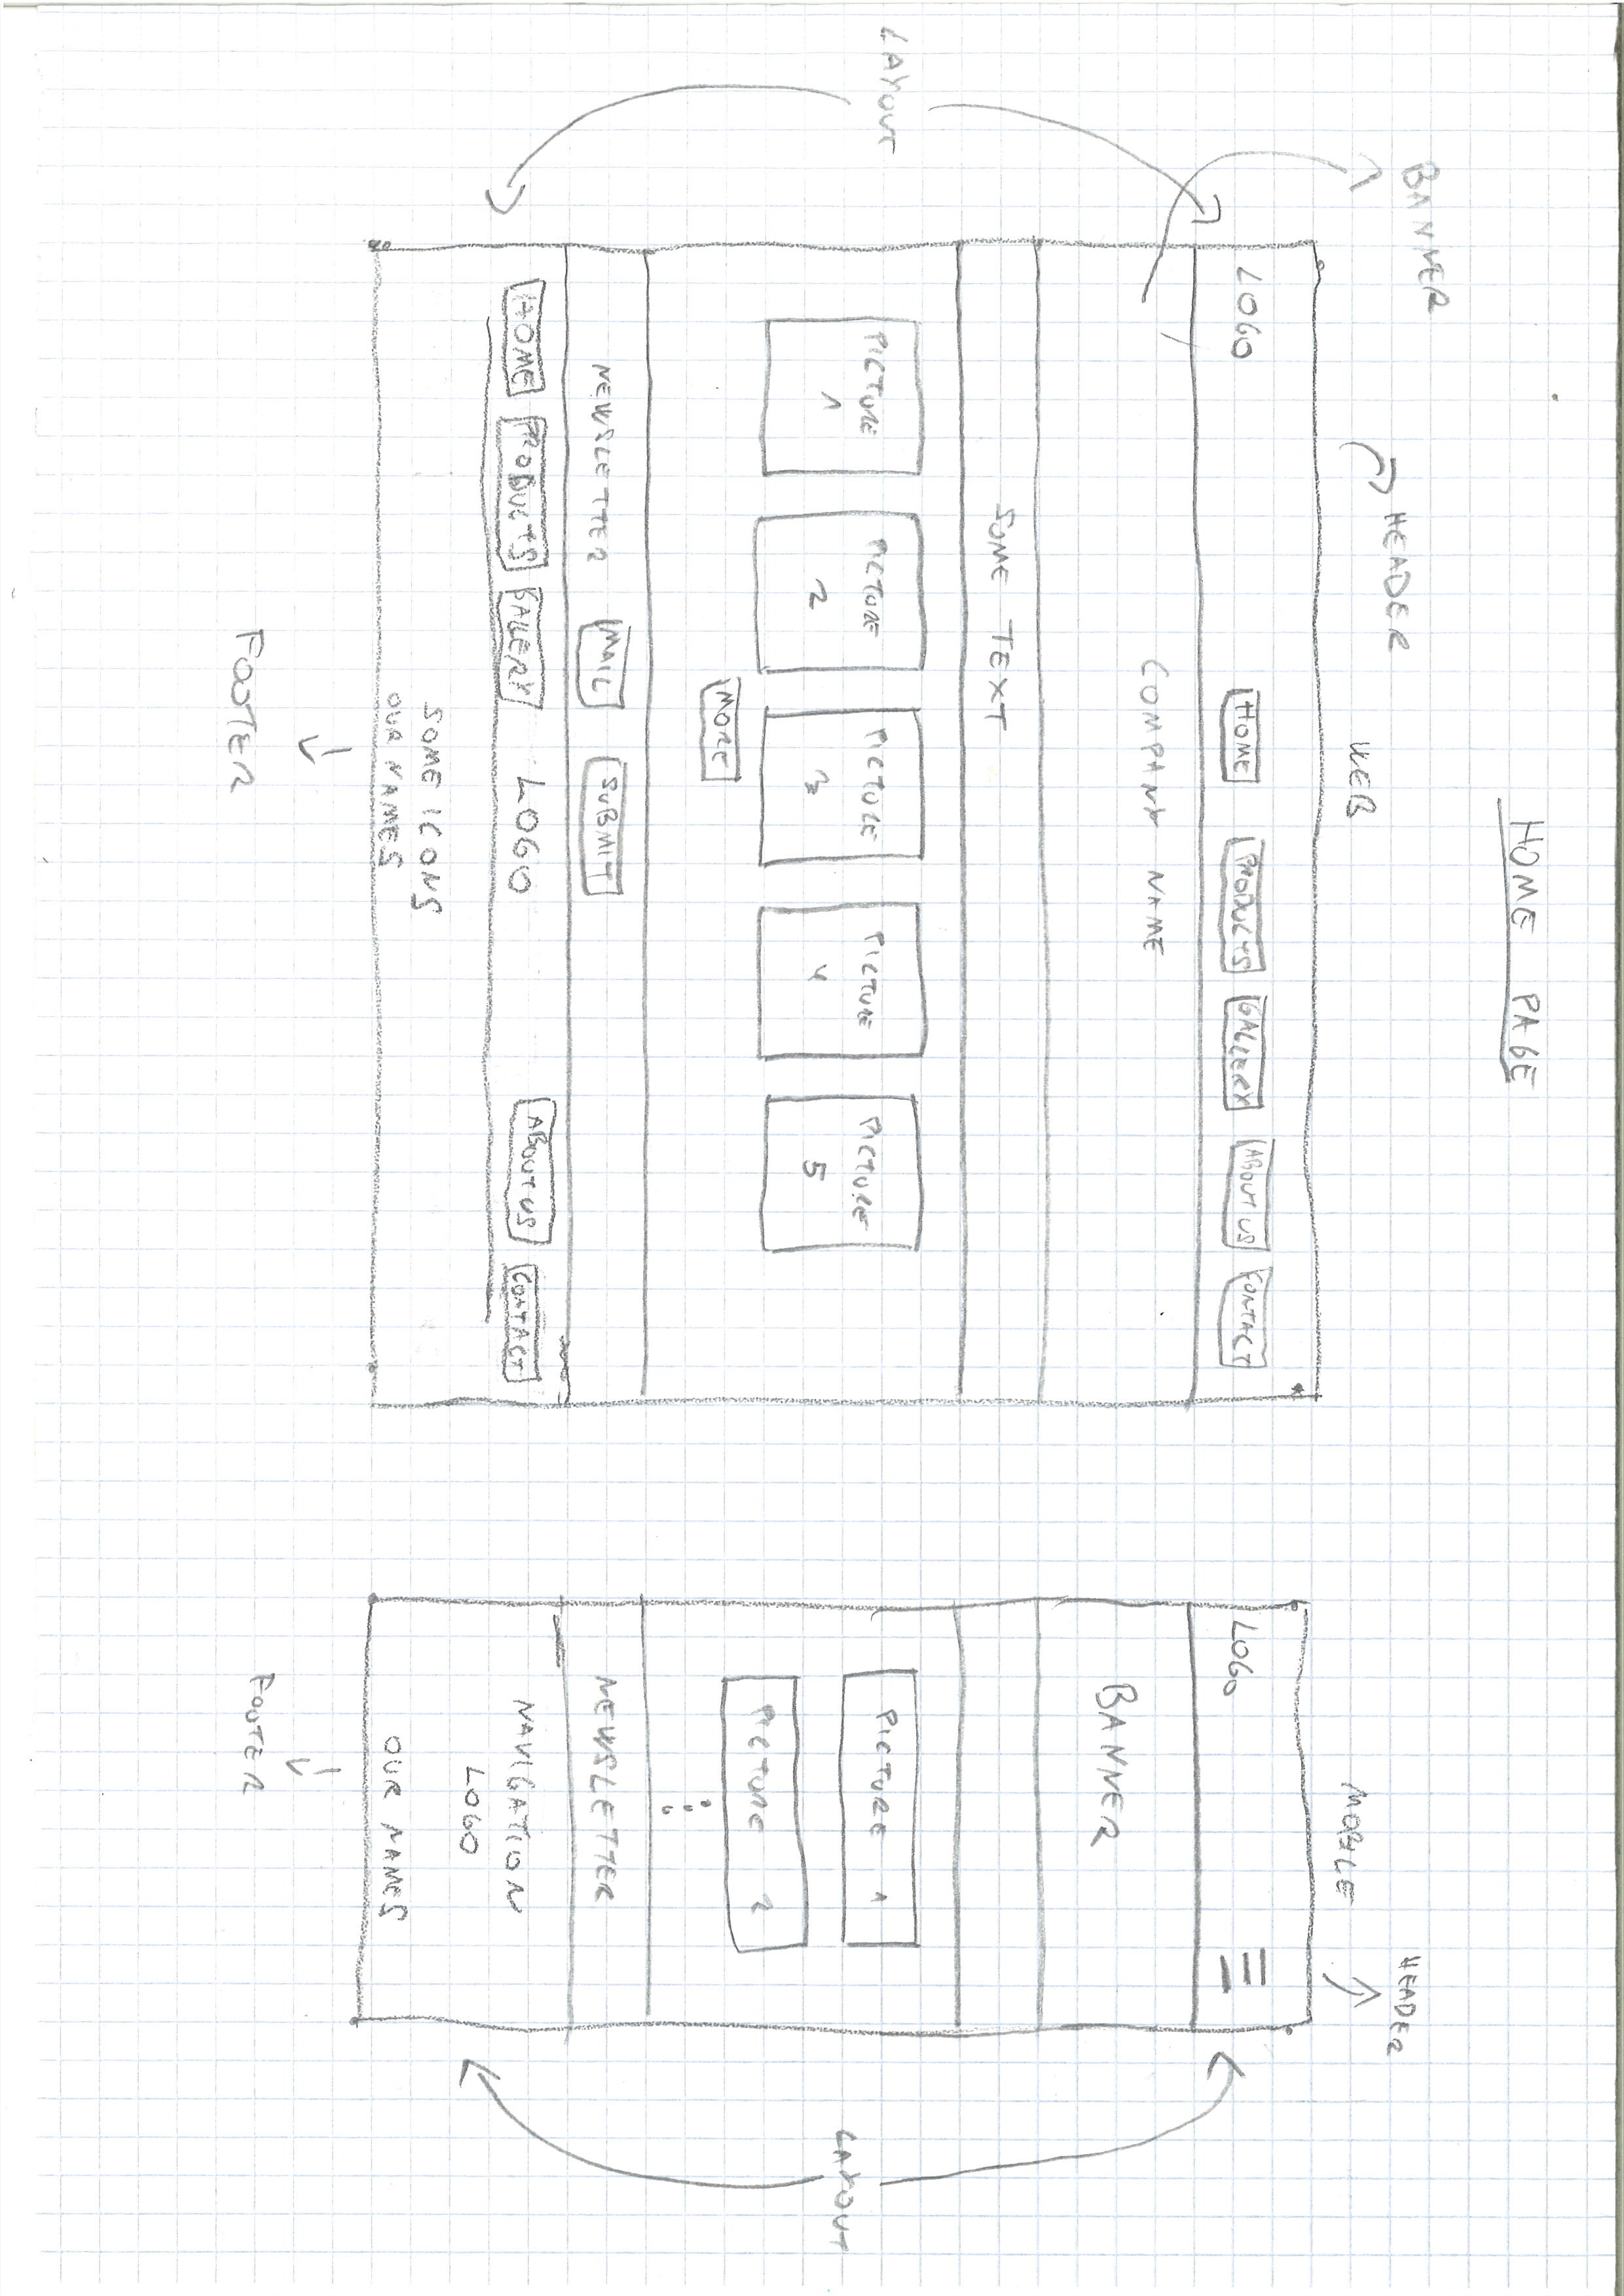 HOME PAGE
BANNER
HEADER
WEB
LOGO
HOME PRODUCTS GALLERY ABOUT US CONTACT
COMPANY NAME
SOME TEXT
LAYOUT
PICTURE
1
PICTURE
2
PICTURE
3
PICTURE
4
PICTURE
5
MORE
NEWSLETTER MAIL SUBMIT
HOME PRODUCTS GALLERY LOGO ABOUT US CONTACT
SOME ICONS
OUR NAMES
FOOTER
HEADER
MOBILE
LOGO
BANNER
PICTURE 1
PICTURE 2
LAYOUT
NEWSLETTER
NAVIGATION
LOGO
OUR NAMES
FOOTER